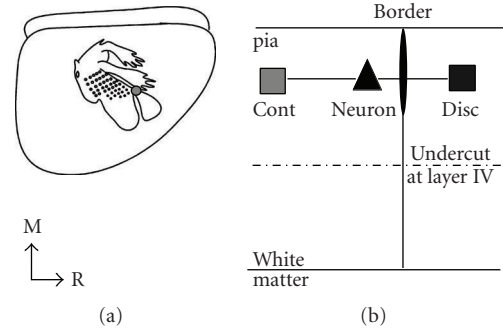 M
R
(a)
Border
pia
Cont
Neuron
Disc
Undercut
at layer IV
White
matter
(b)